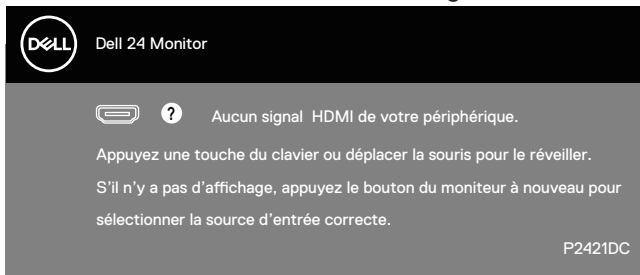 DELL
Dell 24 Monitor
? Aucun signal HDMI de votre périphérique.
Appuyez une touche du clavier ou déplacer la souris pour le réveiller.
S'il n'y a pas d'affichage, appuyez le bouton du moniteur à nouveau pour
sélectionner la source d'entrée correcte.
P2421DC